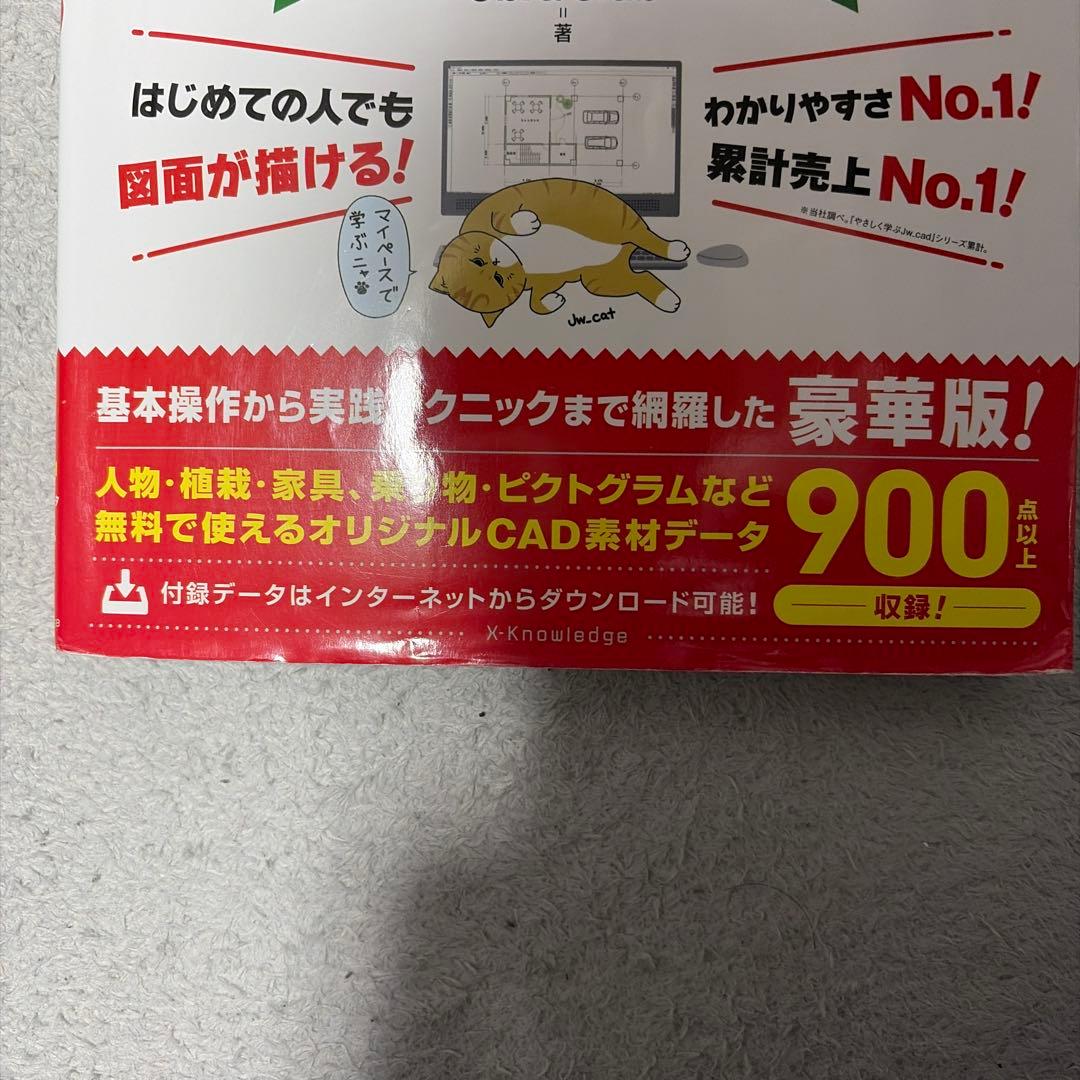 =著
はじめての人でも
図面が描ける!
わかりやすさNo.1!
累計売上No.1!
※当社調べ。「やさしく学ぶJw_cad」シリーズ累計。
マイペースで
学ぶニャ
Jw_cat
基本操作から実践 クニックまで網羅した豪華版!
人物・植栽・家具、乗り物・ピクトグラムなど
無料で使えるオリジナルCAD素材データ
900点以上
収録!
付録データはインターネットからダウンロード可能!
X-Knowledge